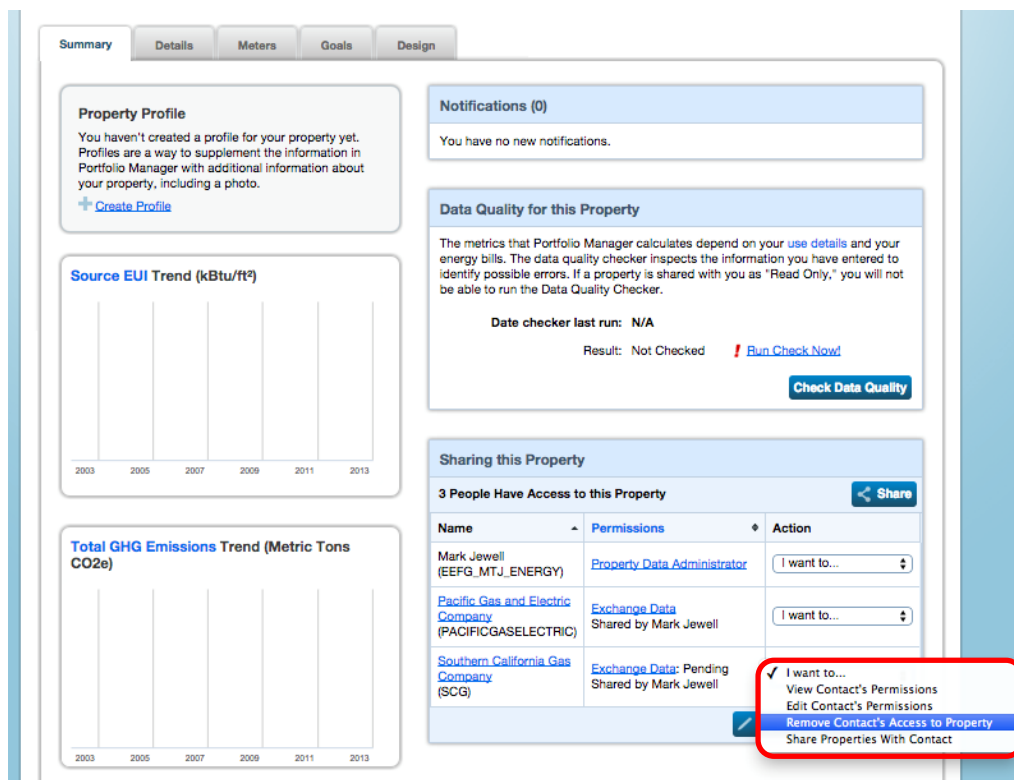 Summary
Details
Meters
Goals
Design
Property Profile
You haven't created a profile for your property yet.
Profiles are a way to supplement the information in
Portfolio Manager with additional information about
your property, including a photo.
Create Profile
Source EUI Trend (kBtu/ft²)
2003 2005 2007 2009 2011 2013
Total GHG Emissions Trend (Metric Tons
CO2e)
2003 2005 2007 2009 2011 2013
Notifications (0)
You have no new notifications.
Data Quality for this Property
The metrics that Portfolio Manager calculates depend on your use details and your
energy bills. The data quality checker inspects the information you have entered to
identify possible errors. If a property is shared with you as "Read Only," you will not
be able to run the Data Quality Checker.
Date checker last run: N/A
Result: Not Checked ! Run Check Now!
Check Data Quality
Sharing this Property
3 People Have Access to this Property
Share
Name Permissions Action
Mark Jewell
(EEFG_MTJ_ENERGY)
Property Data Administrator
I want to...
Pacific Gas and Electric
Company
(PACIFICGASELECTRIC)
Exchange Data
Shared by Mark Jewell
I want to...
Southern California Gas
Company
(SCG)
Exchange Data: Pending
Shared by Mark Jewell
✓ I want to...
View Contact's Permissions
Edit Contact's Permissions
Remove Contact's Access to Property
Share Properties With Contact